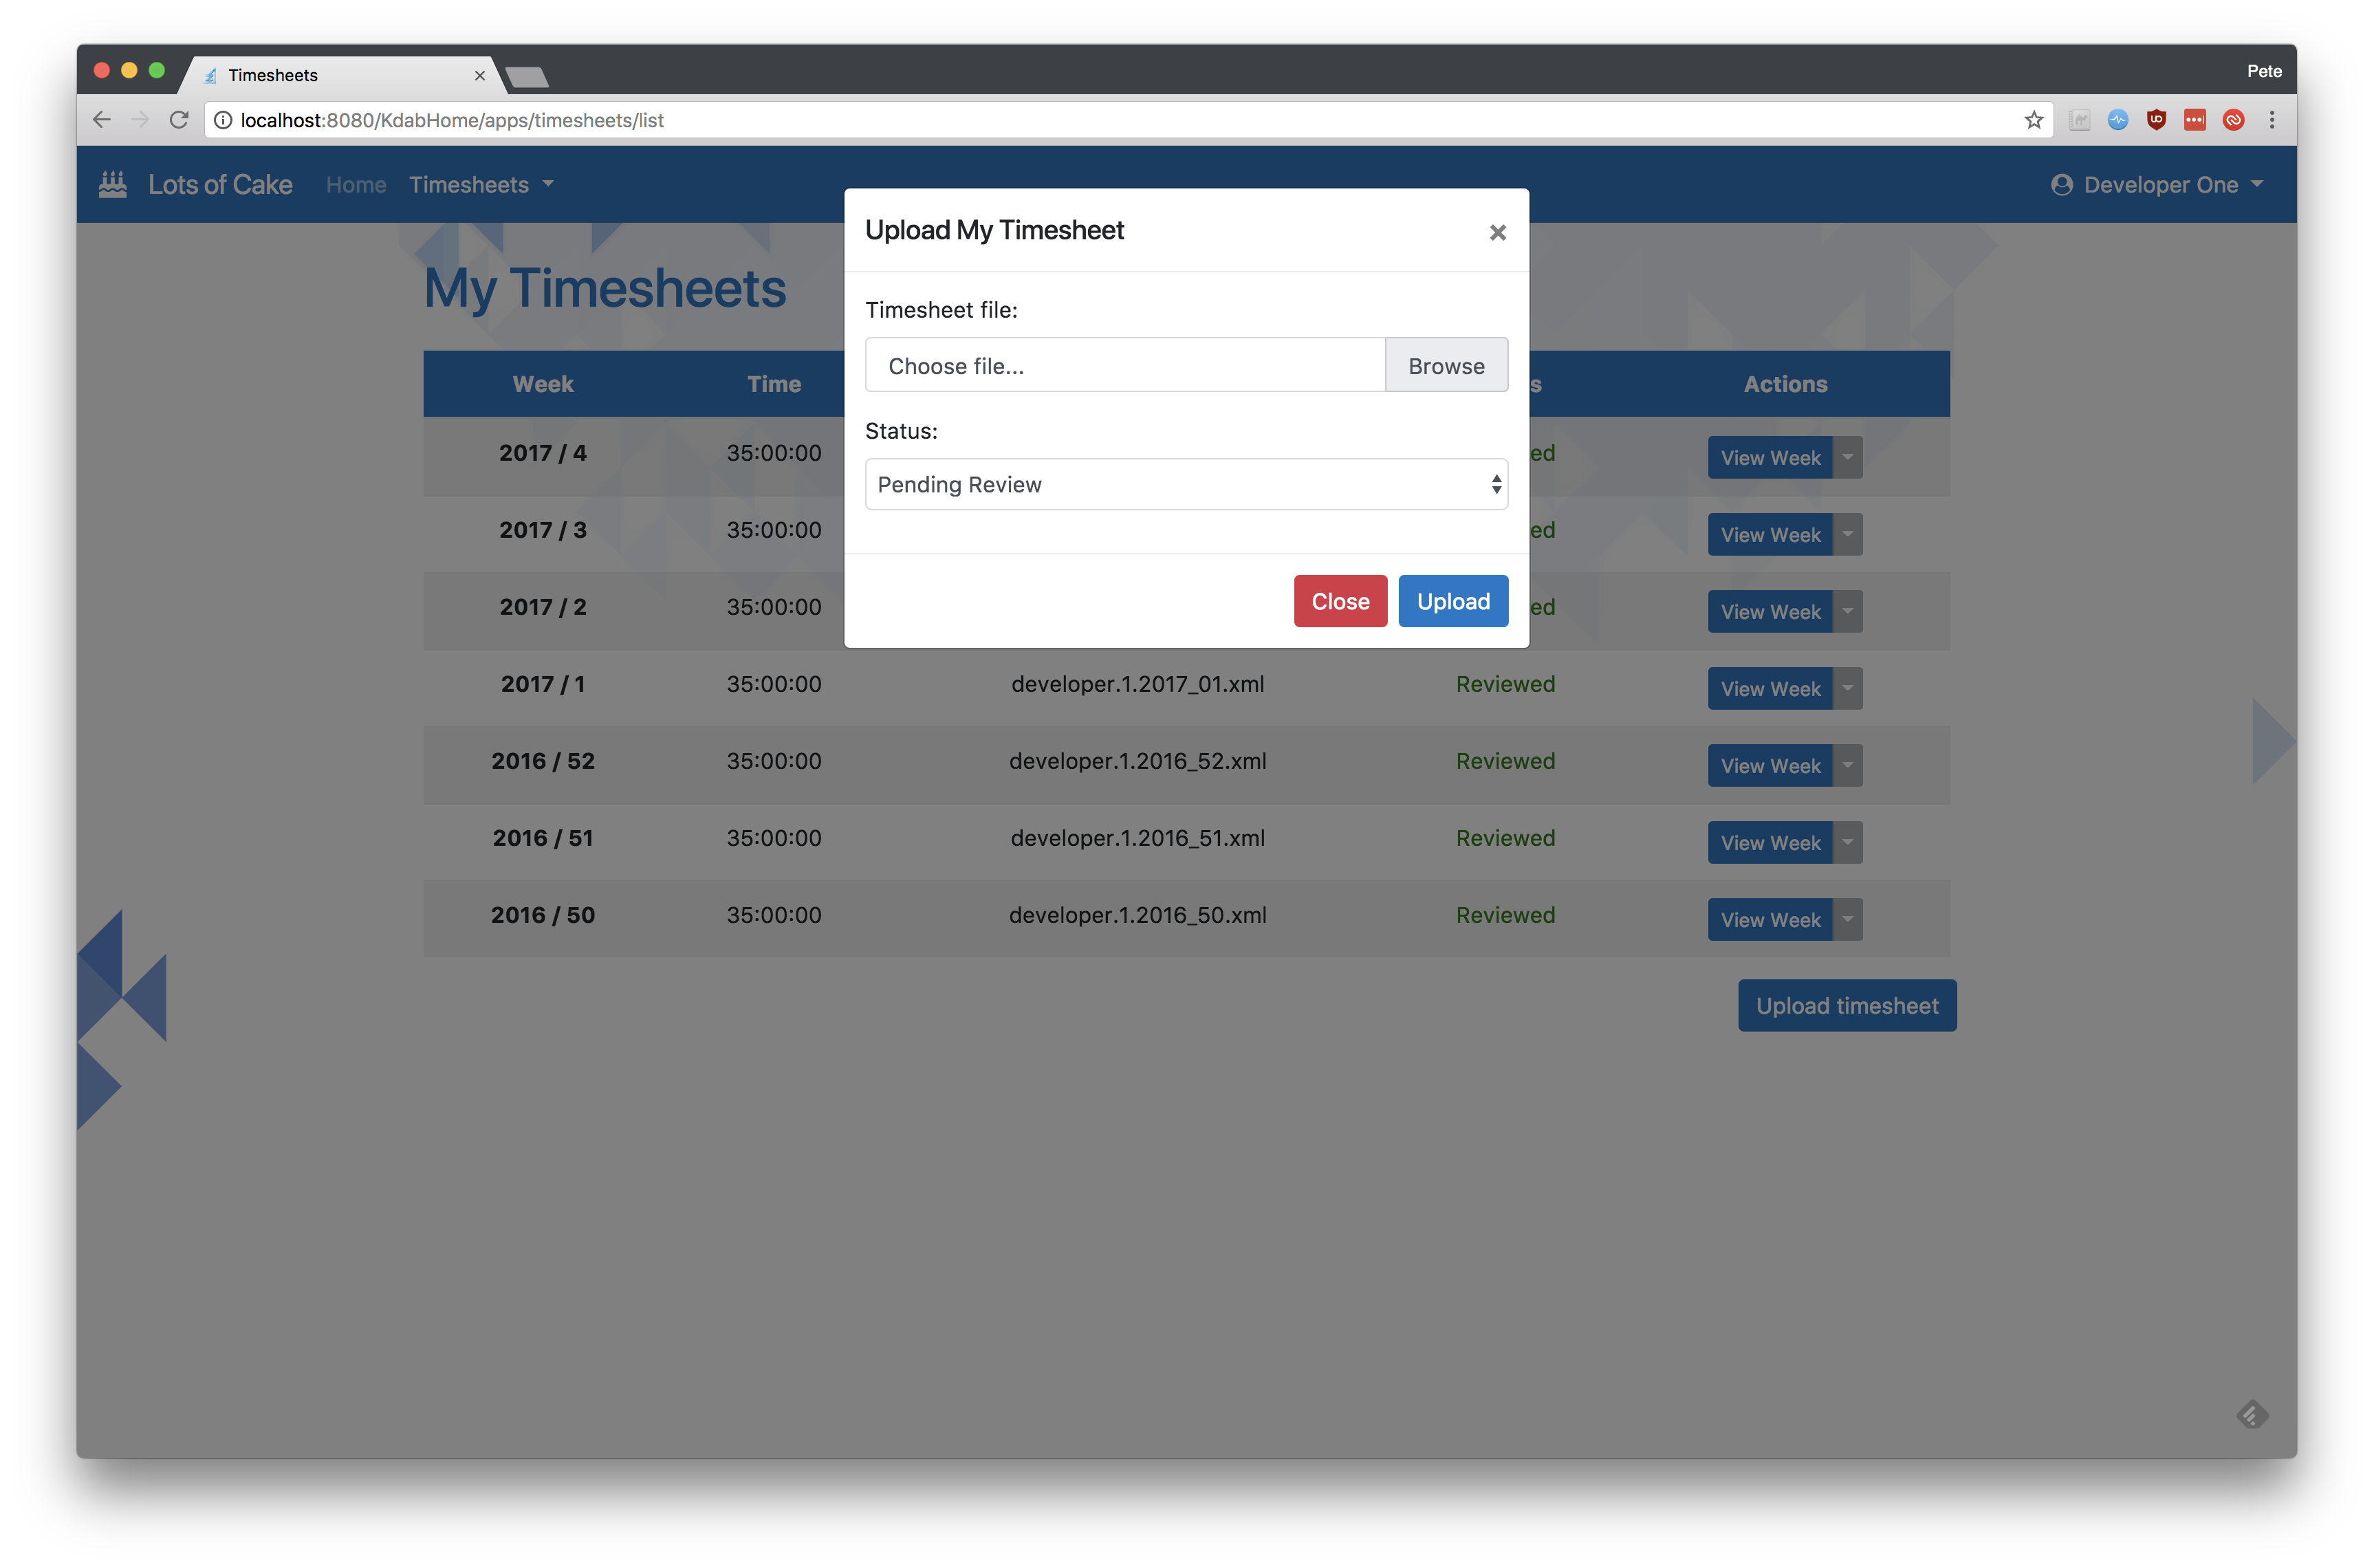 Timesheets
Pete
localhost:8080/KdabHome/apps/timesheets/list
Lots of Cake Home Timesheets Developer One
Upload My Timesheet
My Timesheets
Timesheet file:
Choose file... Browse
Week Time s Actions
Status:
2017 / 4 35:00:00 ed View Week
Pending Review
2017 / 3 35:00:00 ed View Week
2017 / 2 35:00:00 ed View Week
Close Upload
2017 / 1 35:00:00 developer.1.2017_01.xml Reviewed View Week
2016 / 52 35:00:00 developer.1.2016_52.xml Reviewed View Week
2016 / 51 35:00:00 developer.1.2016_51.xml Reviewed View Week
2016 / 50 35:00:00 developer.1.2016_50.xml Reviewed View Week
Upload timesheet